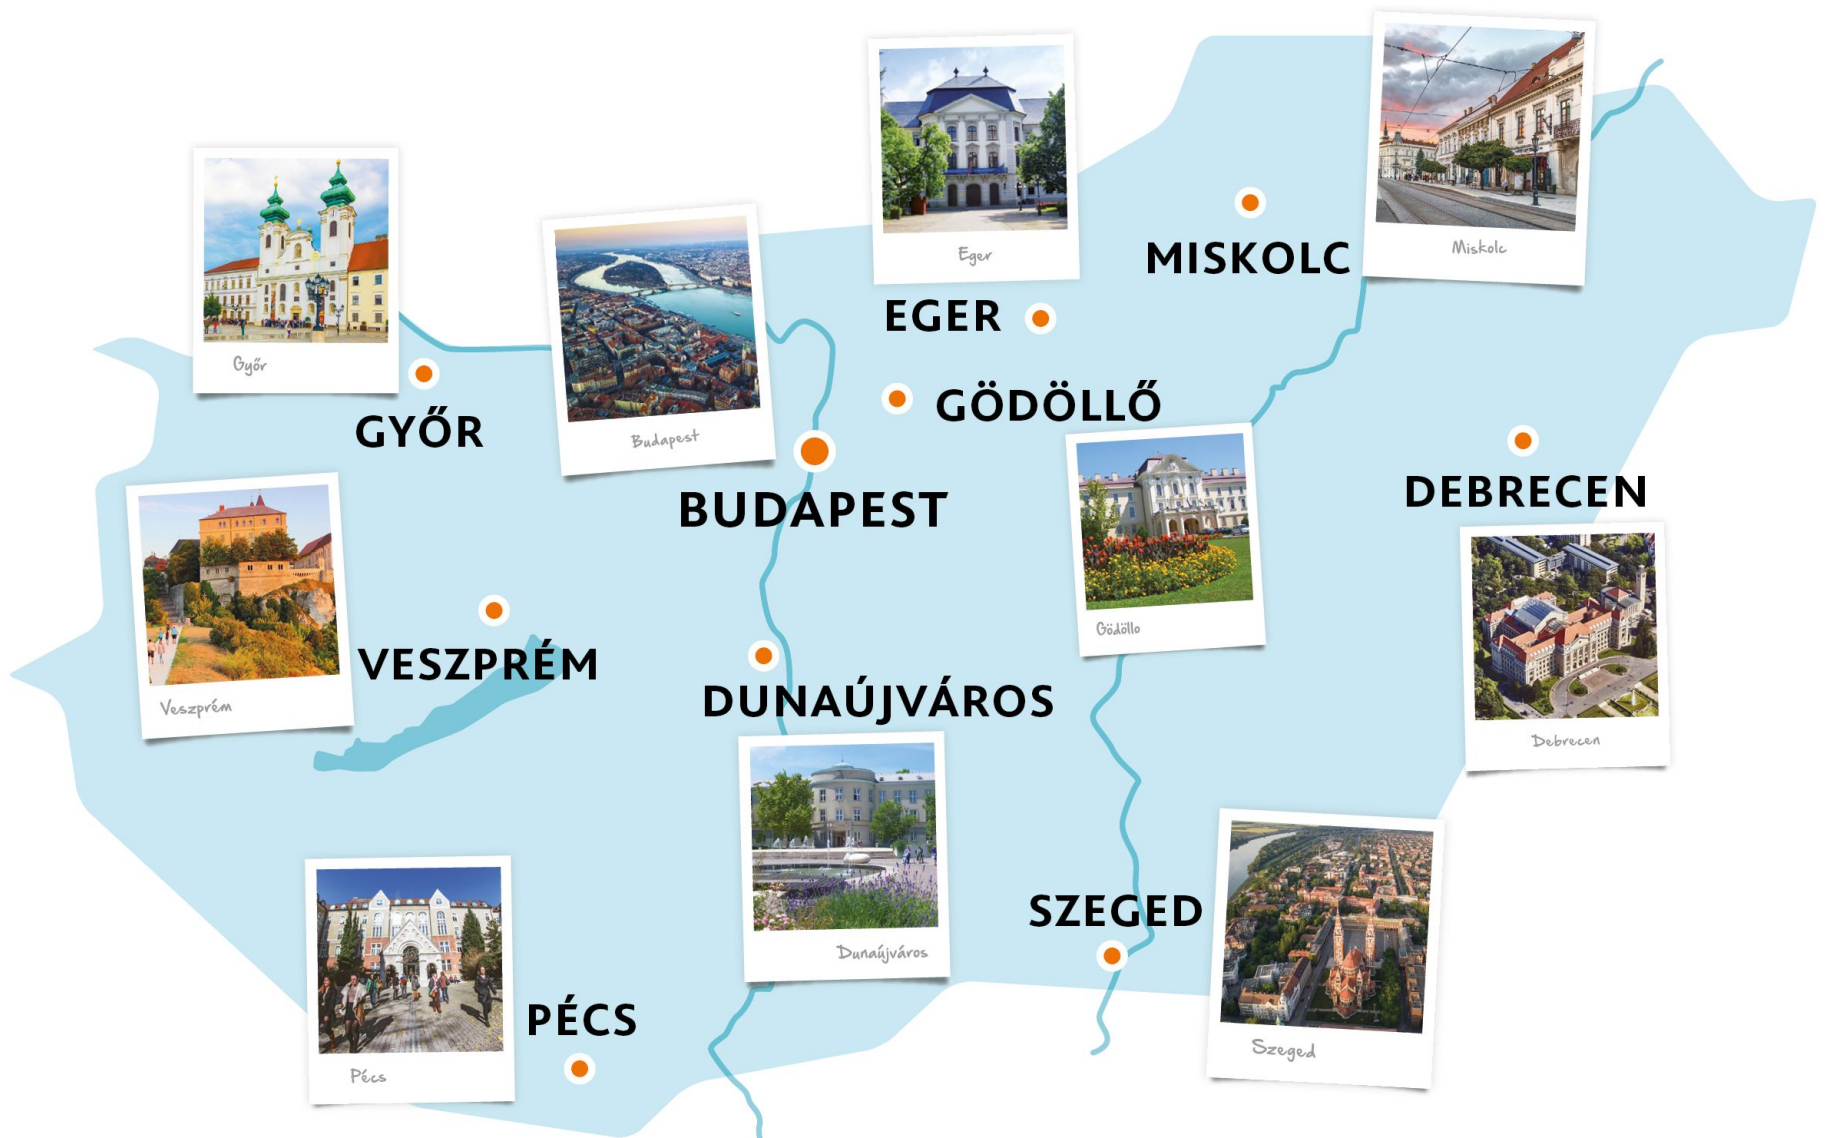 Eger
Miskolc
MISKOLC
EGER
Győr
GYŐR
Budapest
BUDAPEST
GÖDÖLLŐ
Gödöllo
DEBRECEN
Debrecen
Veszprém
VESZPRÉM
DUNAÚJVÁROS
Dunaújváros
SZEGED
Szeged
PÉCS
Pécs